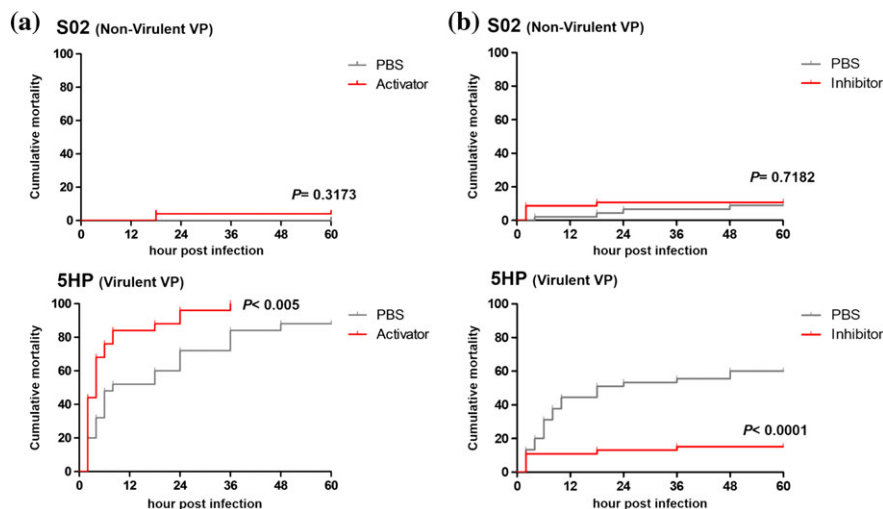 (a) S02 (Non-Virulent VP)
Cumulative mortality
100
80
60
40
20
0
0 12 24 36 48 60
hour post infection
PBS
Activator
P= 0.3173
5HP (Virulent VP)
Cumulative mortality
100
80
60
40
20
0
0 12 24 36 48 60
hour post infection
PBS
Activator
P< 0.005
(b) S02 (Non-Virulent VP)
Cumulative mortality
100
80
60
40
20
0
0 12 24 36 48 60
hour post infection
PBS
Inhibitor
P= 0.7182
5HP (Virulent VP)
Cumulative mortality
100
80
60
40
20
0
0 12 24 36 48 60
hour post infection
PBS
Inhibitor
P< 0.0001